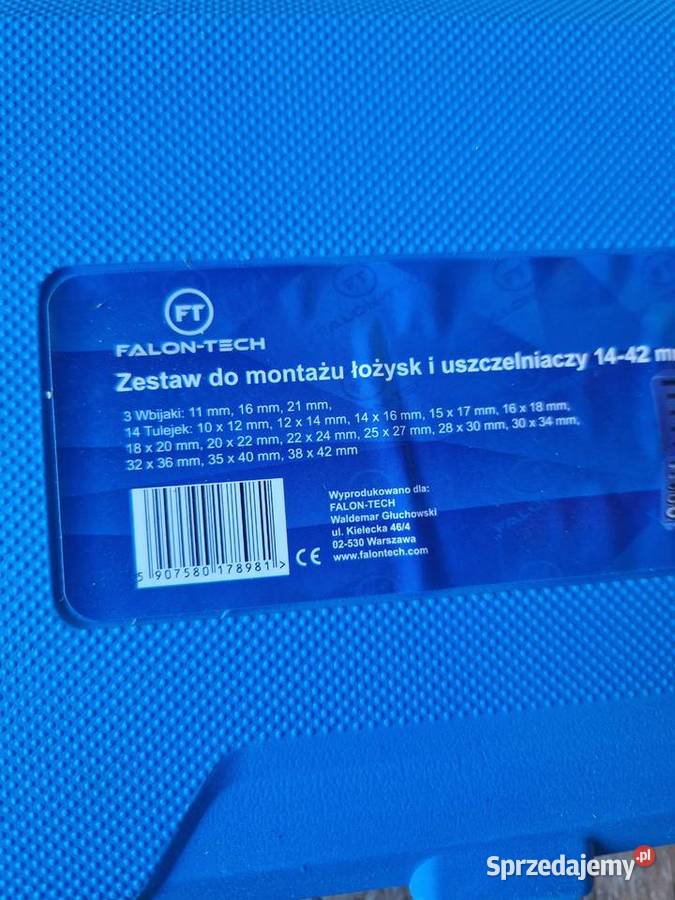 FT
FALON-TECH
Zestaw do montażu łożysk i uszczelniaczy 14-42 mm
3 Wbijaki: 11 mm, 16 mm, 21 mm,
14 Tulejek: 10 x 12 mm, 12 x 14 mm, 14 x 16 mm, 15 x 17 mm, 16 x 18 mm,
18 x 20 mm, 20 x 22 mm, 22 x 24 mm, 25 x 27 mm, 28 x 30 mm, 30 x 34 mm,
32 x 36 mm, 35 x 40 mm, 38 x 42 mm
5 907580 178981 >
CE
Wyprodukowano dla:
FALON-TECH
Waldemar Głuchowski
ul. Kielecka 46/4
02-530 Warszawa
www.falontech.com
Sprzedajemy.pl